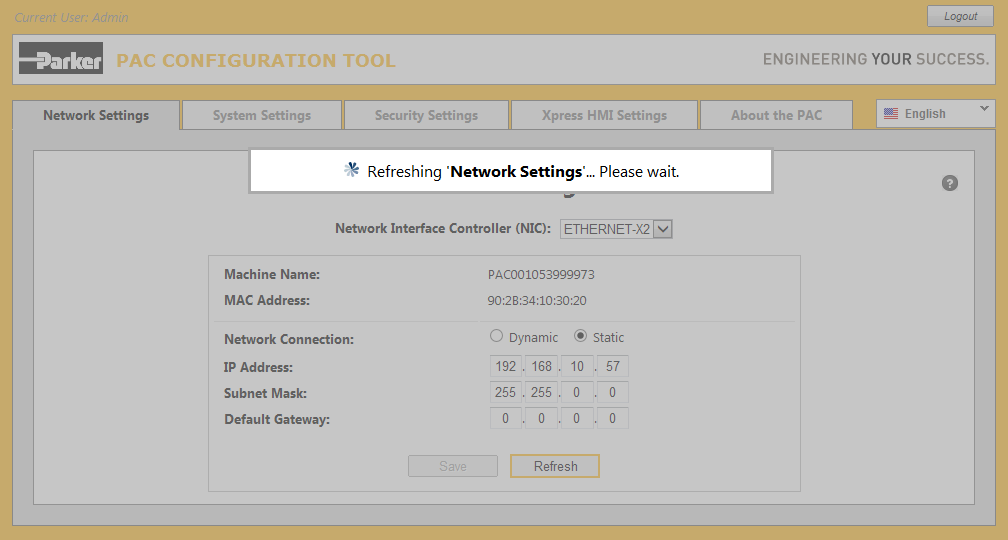 Current User: Admin
Logout
Parker PAC CONFIGURATION TOOL
ENGINEERING YOUR SUCCESS.
Network Settings System Settings Security Settings Xpress HMI Settings About the PAC English
Refreshing 'Network Settings'... Please wait.
?
Network Interface Controller (NIC): ETHERNET-X2
Machine Name: PAC001053999973
MAC Address: 90:2B:34:10:30:20
Network Connection: Dynamic Static
IP Address: 192 . 168 . 10 . 57
Subnet Mask: 255 . 255 . 0 . 0
Default Gateway: 0 . 0 . 0 . 0
Save Refresh